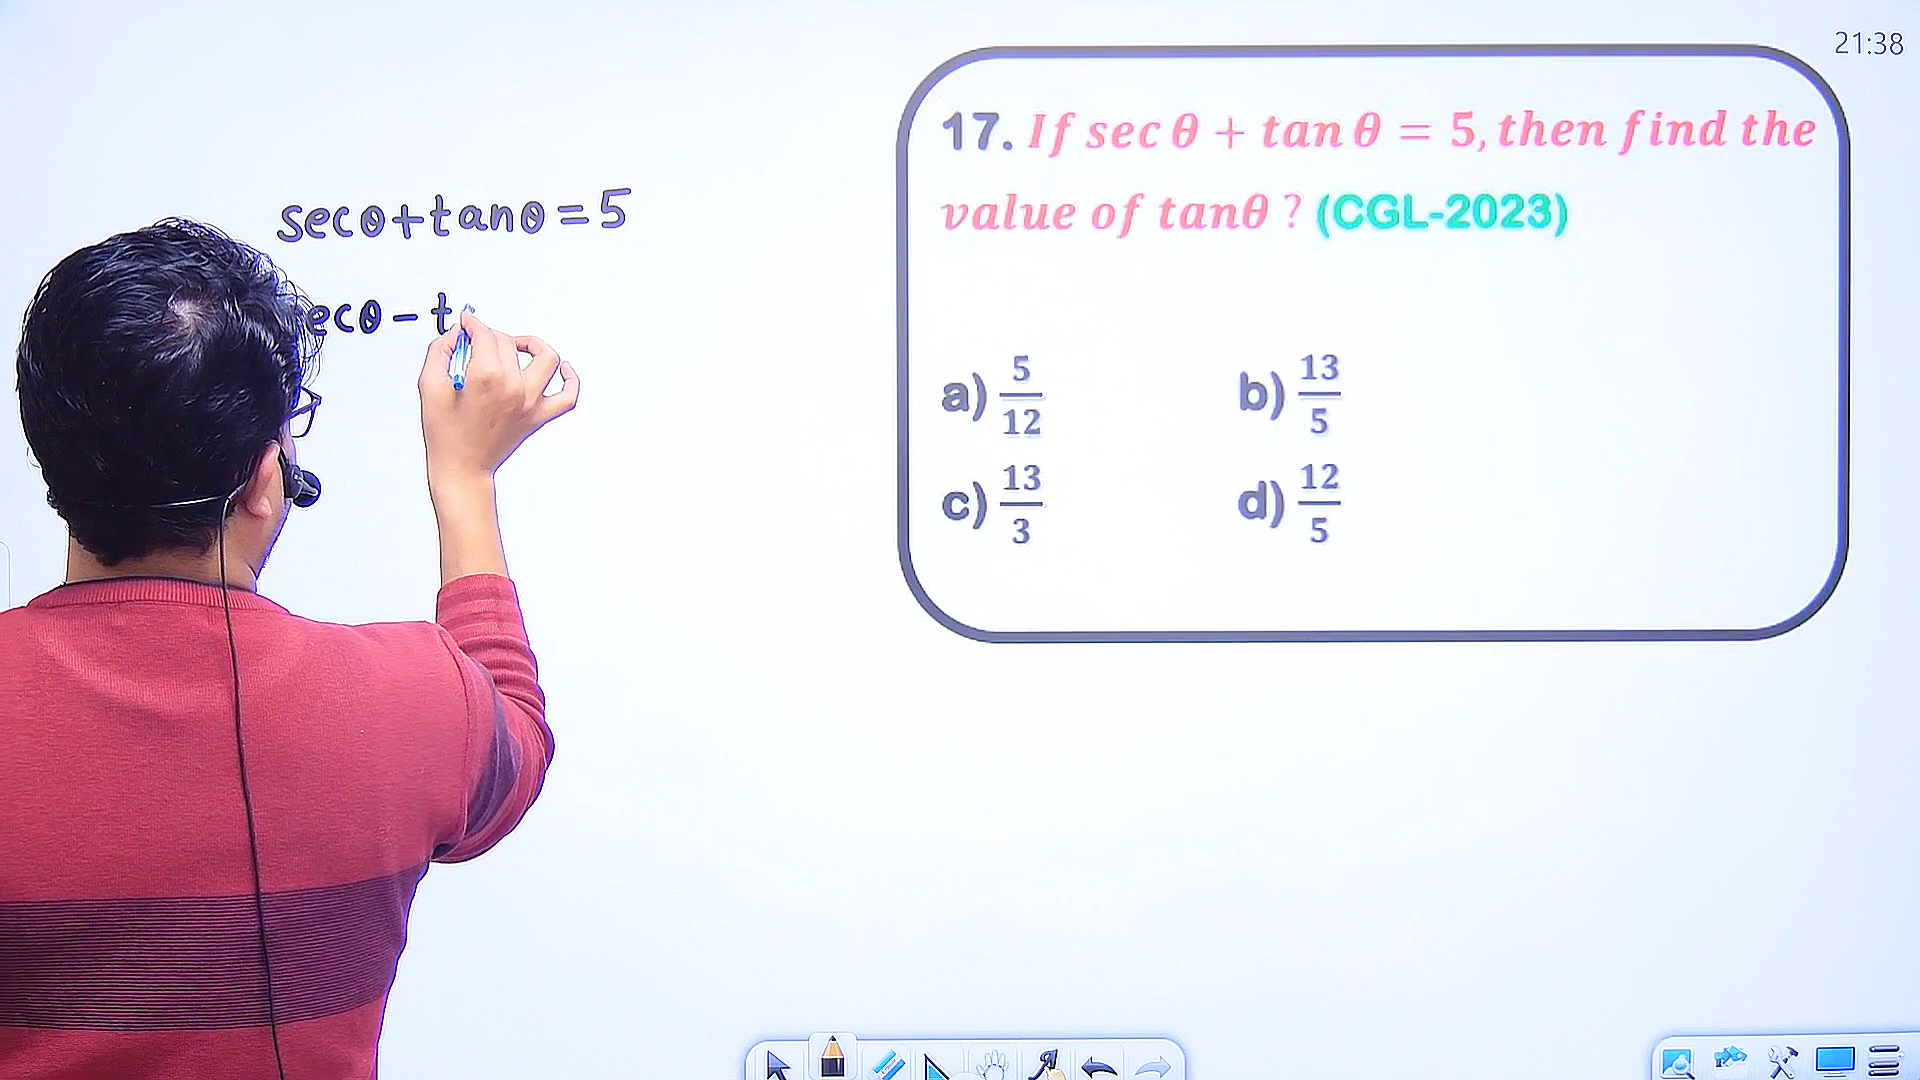 21:38
secθ+tanθ=5
ecθ-t
17. If sec θ + tan θ = 5, then find the
value of tanθ ? (CGL-2023)
a) 5/12 b) 13/5
c) 13/3 d) 12/5